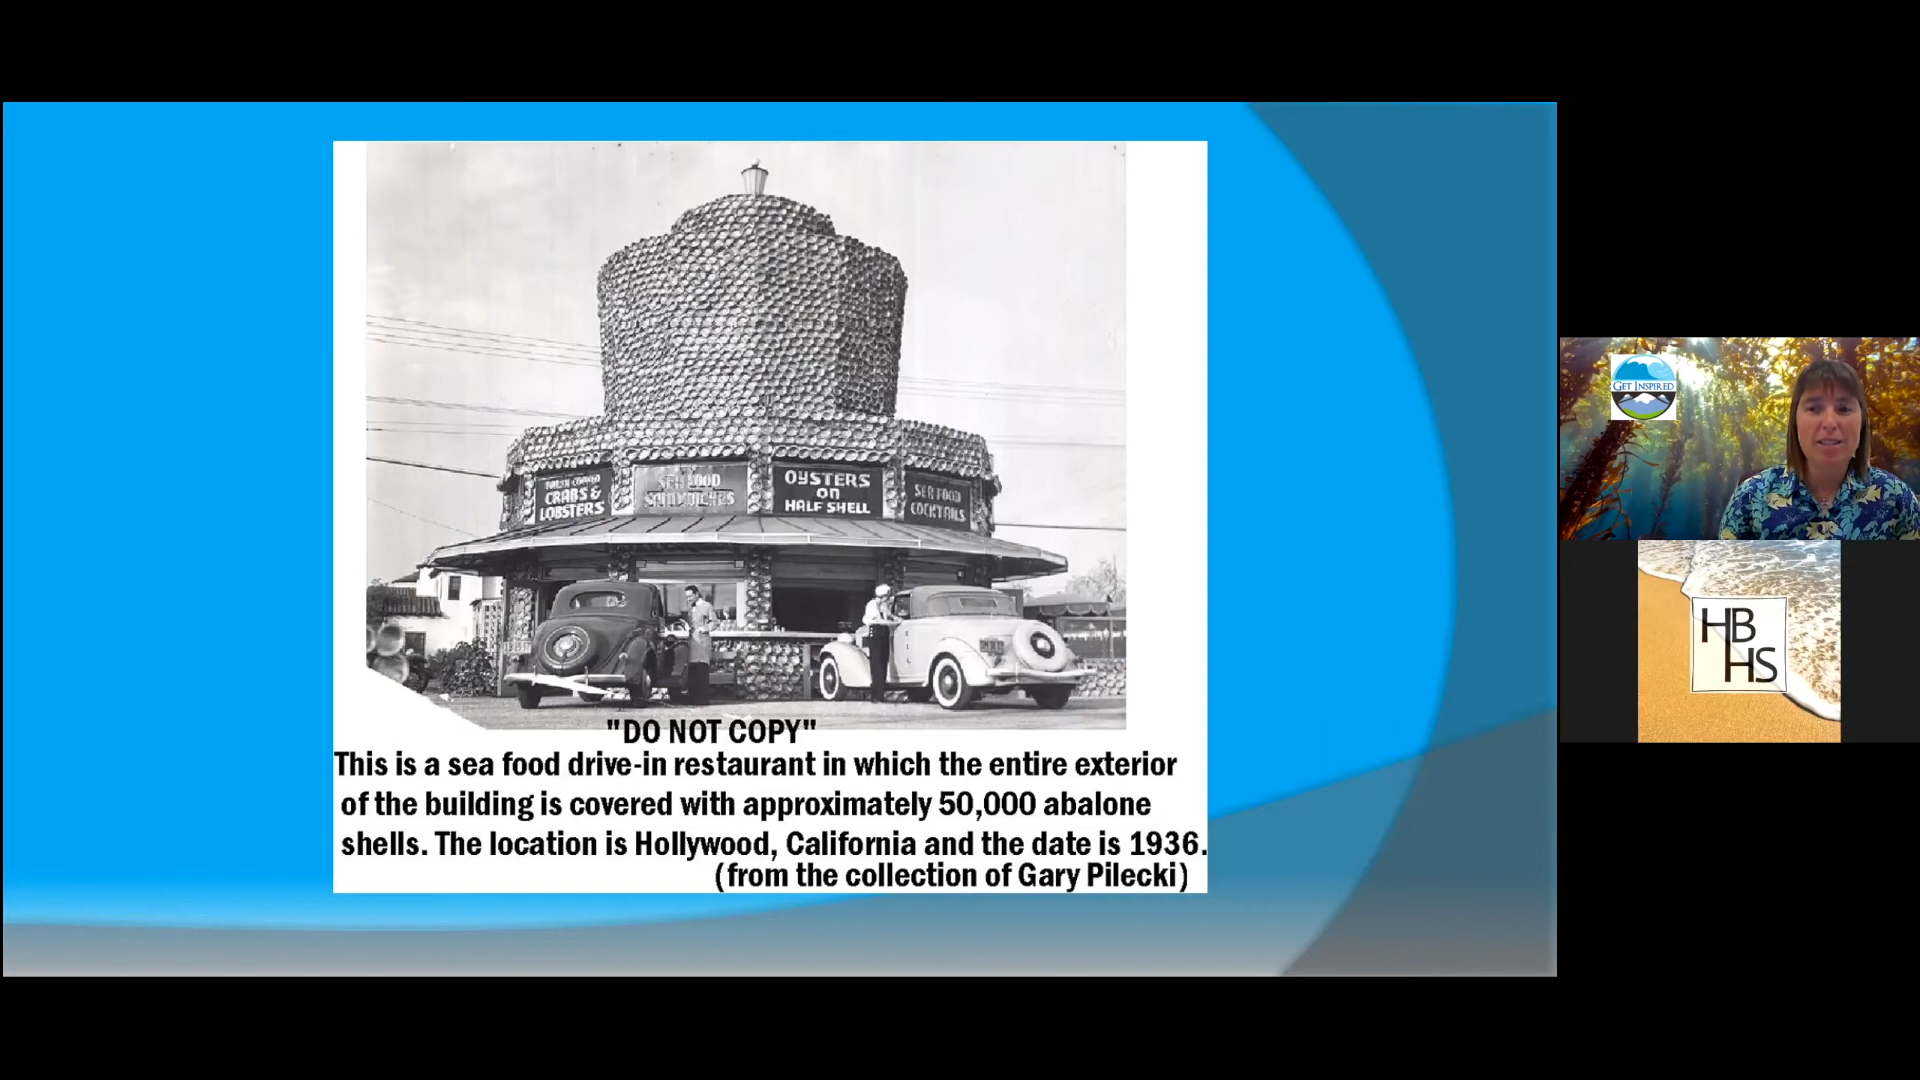 FRESH COOKED
CRABS &
LOBSTERS
SEA FOOD
SANDWICHES
OYSTERS
ON
HALF SHELL
SEA FOOD
COCKTAILS
"DO NOT COPY"
This is a sea food drive-in restaurant in which the entire exterior
of the building is covered with approximately 50,000 abalone
shells. The location is Hollywood, California and the date is 1936.
(from the collection of Gary Pilecki)
GET INSPIRED
HB
HS